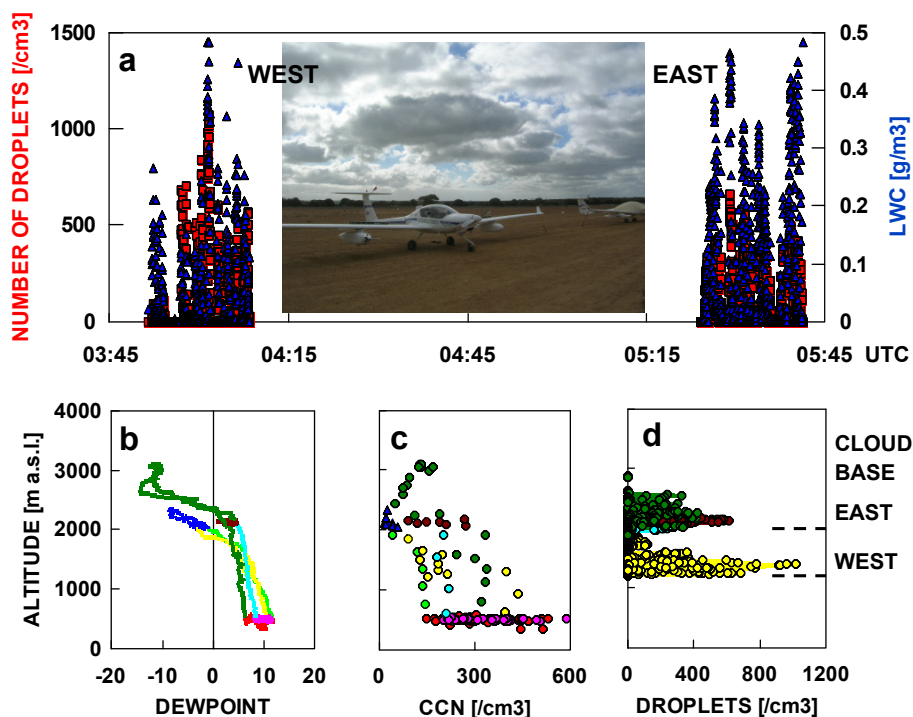 NUMBER OF DROPLETS [/cm3]
1500
1000
500
0
a
WEST
EAST
0.5
0.4
0.3
0.2
0.1
0
LWC [g/m3]
03:45
04:15
04:45
05:15
05:45 UTC
ALTITUDE [m a.s.l.]
4000
3000
2000
1000
0
b
-20
-10
0
10
20
DEWPOINT
c
0
300
600
CCN [/cm3]
d
0
400
800
1200
DROPLETS [/cm3]
CLOUD
BASE
EAST
WEST